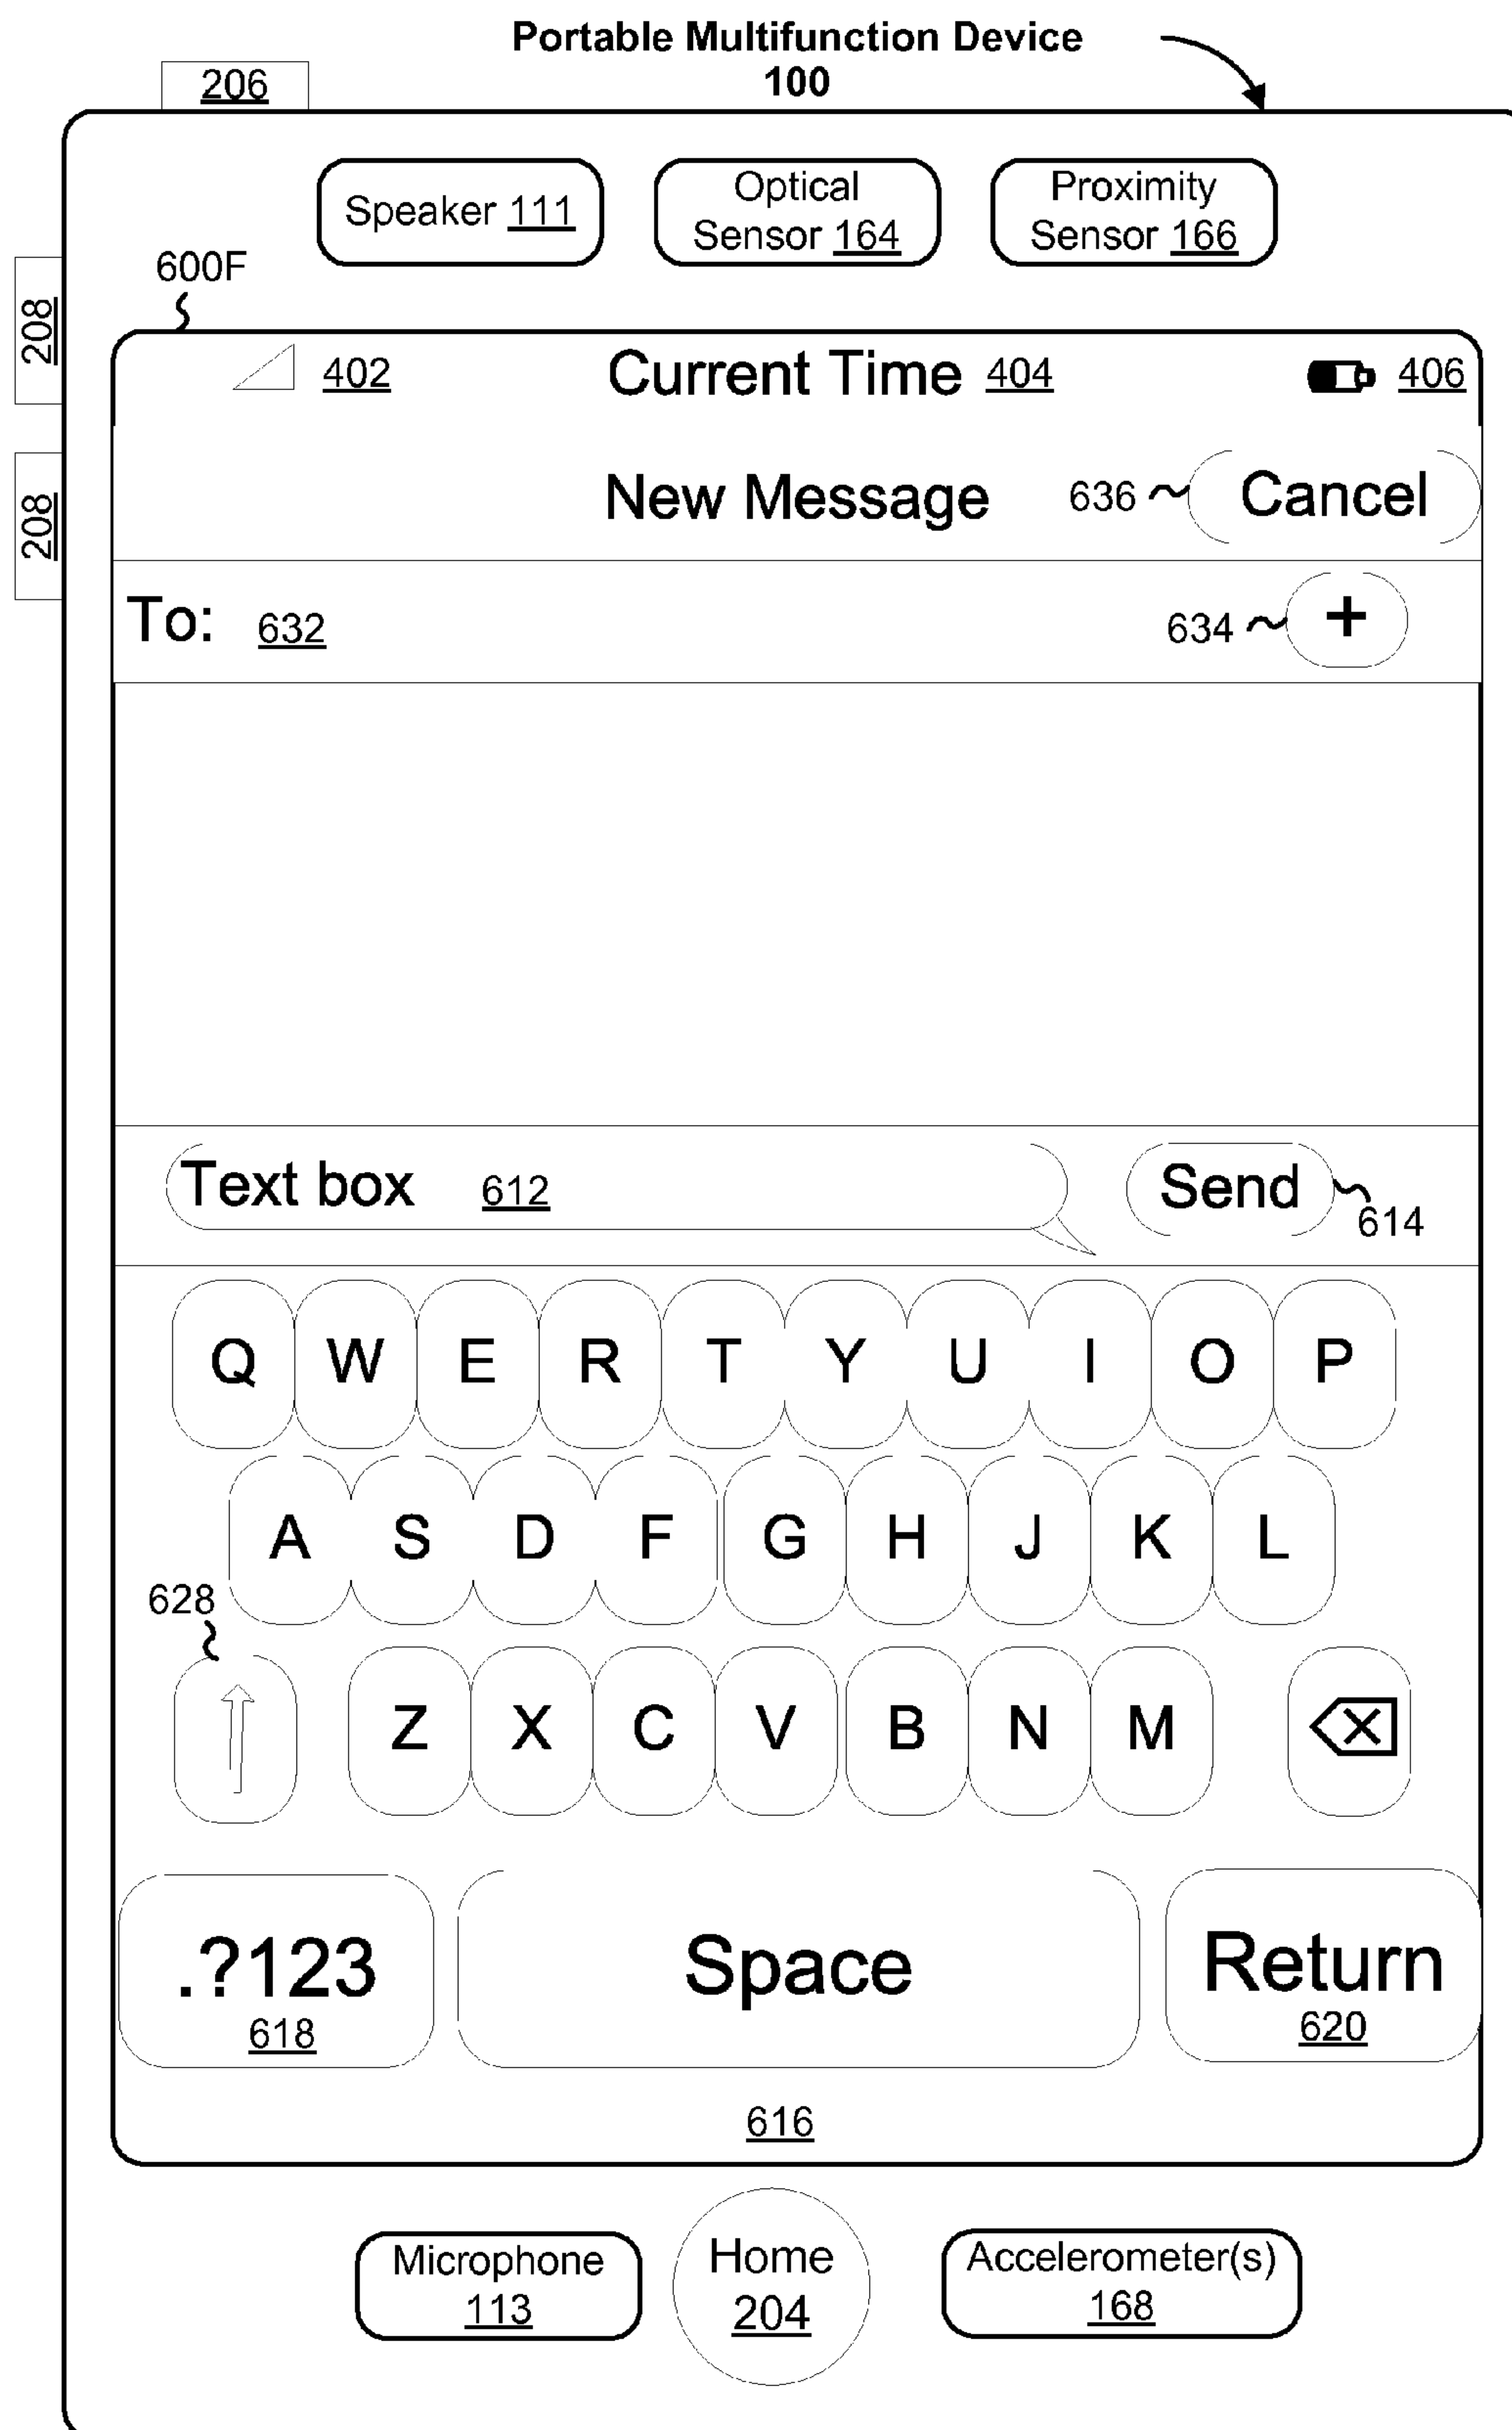 Portable Multifunction Device
100
206
Speaker 111
Optical
Sensor 164
Proximity
Sensor 166
600F
208
402
Current Time 404
406
208
New Message
636
Cancel
To: 632
634
+
Text box 612
Send
614
Q W E R T Y U I O P
A S D F G H J K L
628
Z X C V B N M
.?123
618
Space
Return
620
616
Microphone
113
Home
204
Accelerometer(s)
168